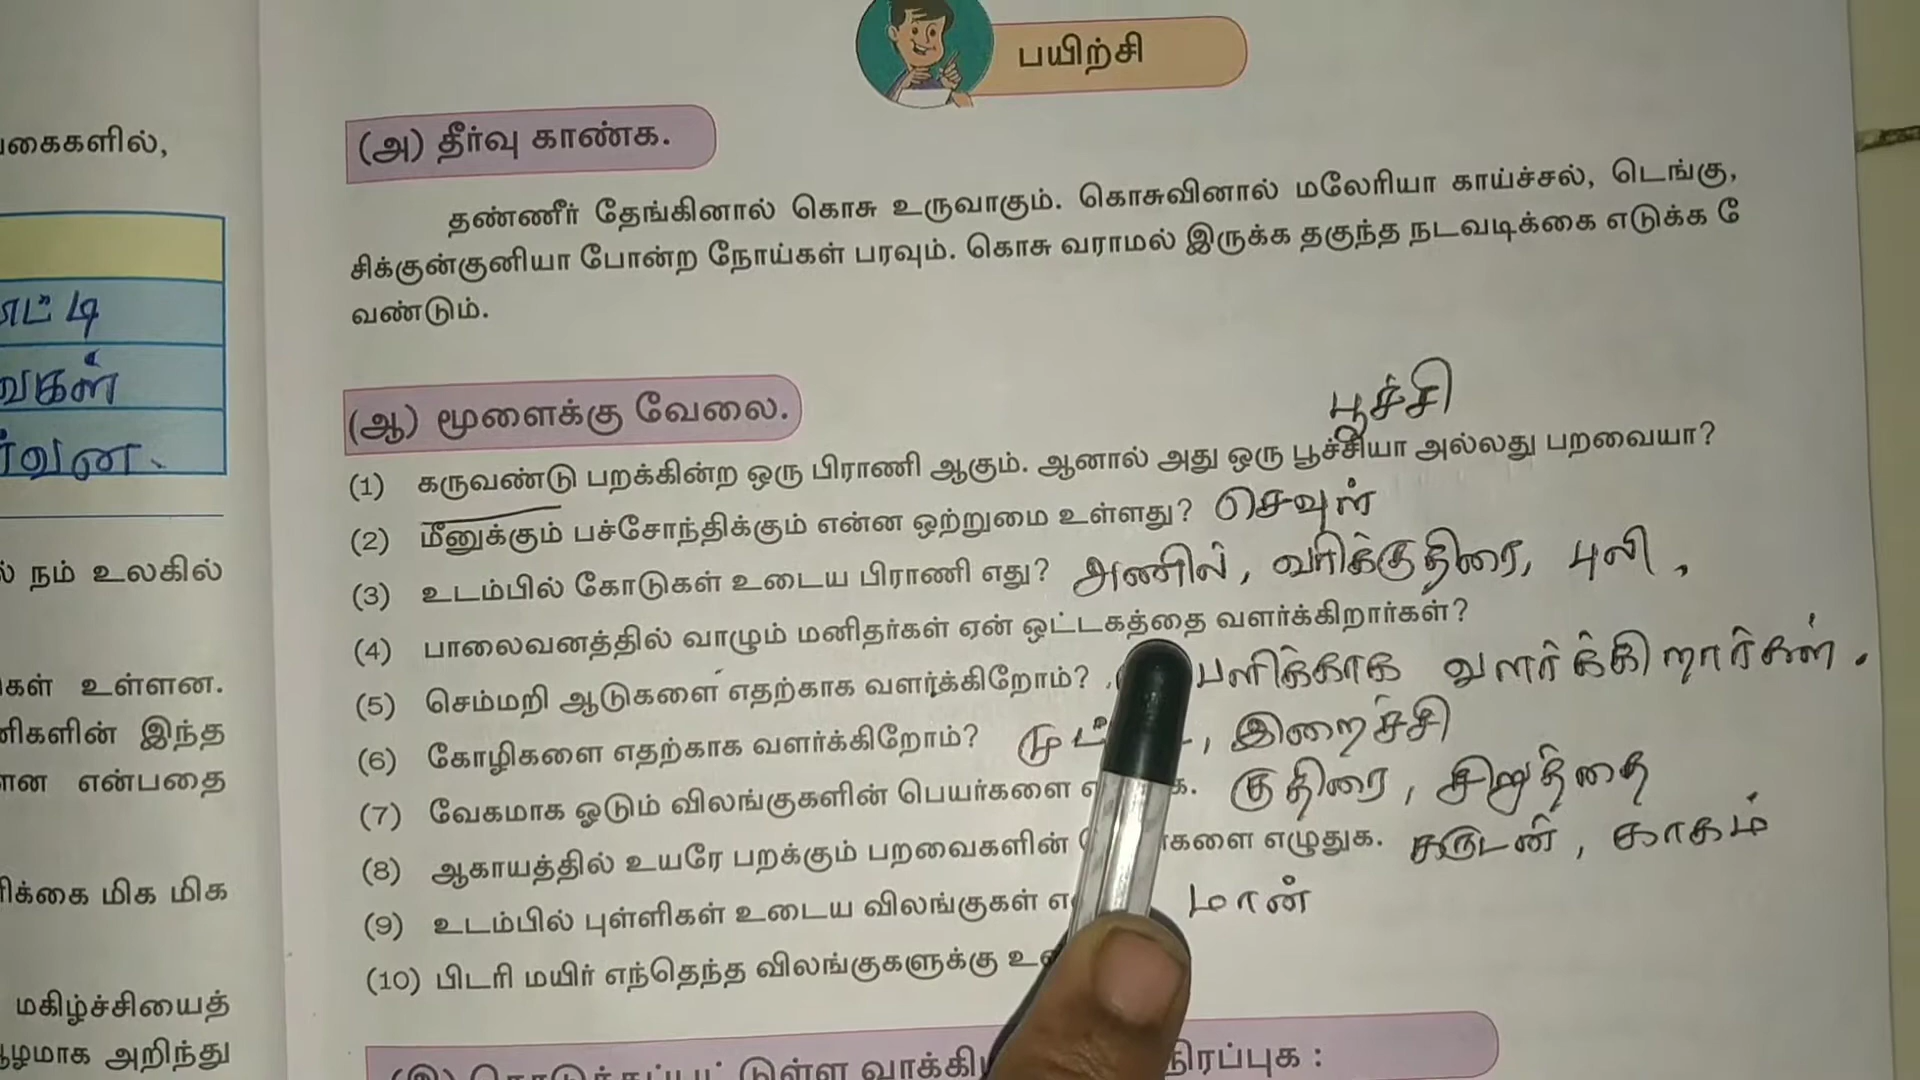 பயிற்சி
கைகளில்,
(அ) தீர்வு காண்க.
தண்ணீர் தேங்கினால் கொசு உருவாகும். கொசுவினால் மலேரியா காய்ச்சல், டெங்கு,
சிக்குன்குனியா போன்ற நோய்கள் பரவும். கொசு வராமல் இருக்க தகுந்த நடவடிக்கை எடுக்க வே
வண்டும்.
(ஆ) மூளைக்கு வேலை.
பூச்சி
(1) கருவண்டு பறக்கின்ற ஒரு பிராணி ஆகும். ஆனால் அது ஒரு பூச்சியா அல்லது பறவையா?
(2) மீனுக்கும் பச்சோந்திக்கும் என்ன ஒற்றுமை உள்ளது? செவுள்
(3) உடம்பில் கோடுகள் உடைய பிராணி எது? அணில், வரிக்குதிரை, புலி.
(4) பாலைவனத்தில் வாழும் மனிதர்கள் ஏன் ஒட்டகத்தை வளர்க்கிறார்கள்?
(5) செம்மறி ஆடுகளை எதற்காக வளர்க்கிறோம்? வளர்க்கிறார்கள்.
(6) கோழிகளை எதற்காக வளர்க்கிறோம்? இறைச்சி
(7) வேகமாக ஓடும் விலங்குகளின் பெயர்களை குதிரை, சிறுத்தை
(8) ஆகாயத்தில் உயரே பறக்கும் பறவைகளின் எழுதுக. கருடன், காகம்
(9) உடம்பில் புள்ளிகள் உடைய விலங்குகள் மான்
(10) பிடரி மயிர் எந்தெந்த விலங்குகளுக்கு
நிரப்புக :
நம் உலகில்
கள் உள்ளன.
களின் இந்த
என்பதை
மிக மிக
மகிழ்ச்சியைத்
ஆழமாக அறிந்து